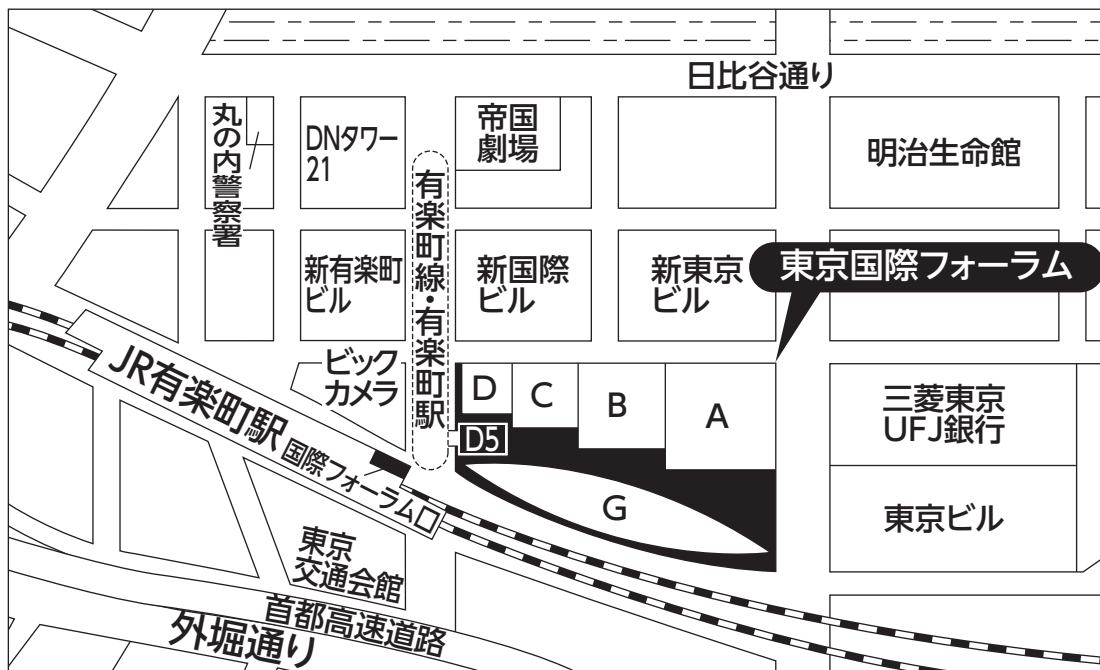 日比谷通り
丸の内警察署
DNタワー
21
有楽町線・有楽町駅
帝国
劇場
明治生命館
新有楽町
ビル
新国際
ビル
新東京
ビル
東京国際フォーラム
ビック
カメラ
JR有楽町駅
国際フォーラム口
D
C
B
A
D5
G
三菱東京
UFJ銀行
東京ビル
東京
交通会館
首都高速道路
外堀通り